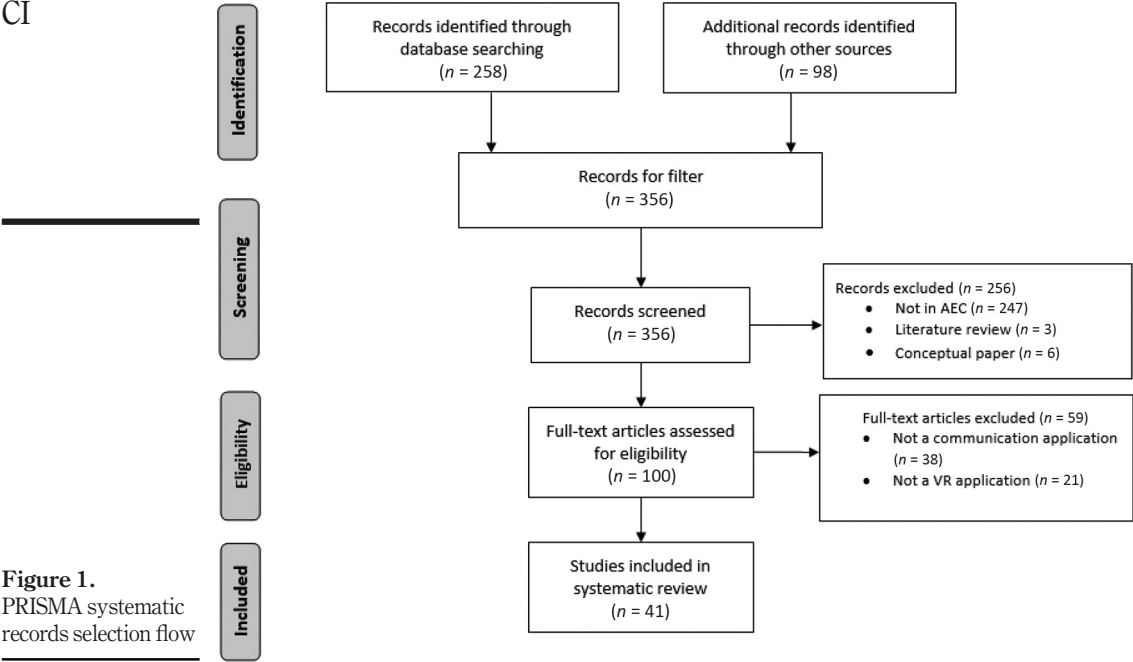 CI
Identification
Records identified through
database searching
(n = 258)
Additional records identified
through other sources
(n = 98)
Records for filter
(n = 356)
Screening
Records screened
(n = 356)
Records excluded (n = 256)
• Not in AEC (n = 247)
• Literature review (n = 3)
• Conceptual paper (n = 6)
Eligibility
Full-text articles assessed
for eligibility
(n = 100)
Full-text articles excluded (n = 59)
• Not a communication application
(n = 38)
• Not a VR application (n = 21)
Included
Studies included in
systematic review
(n = 41)
Figure 1.
PRISMA systematic
records selection flow